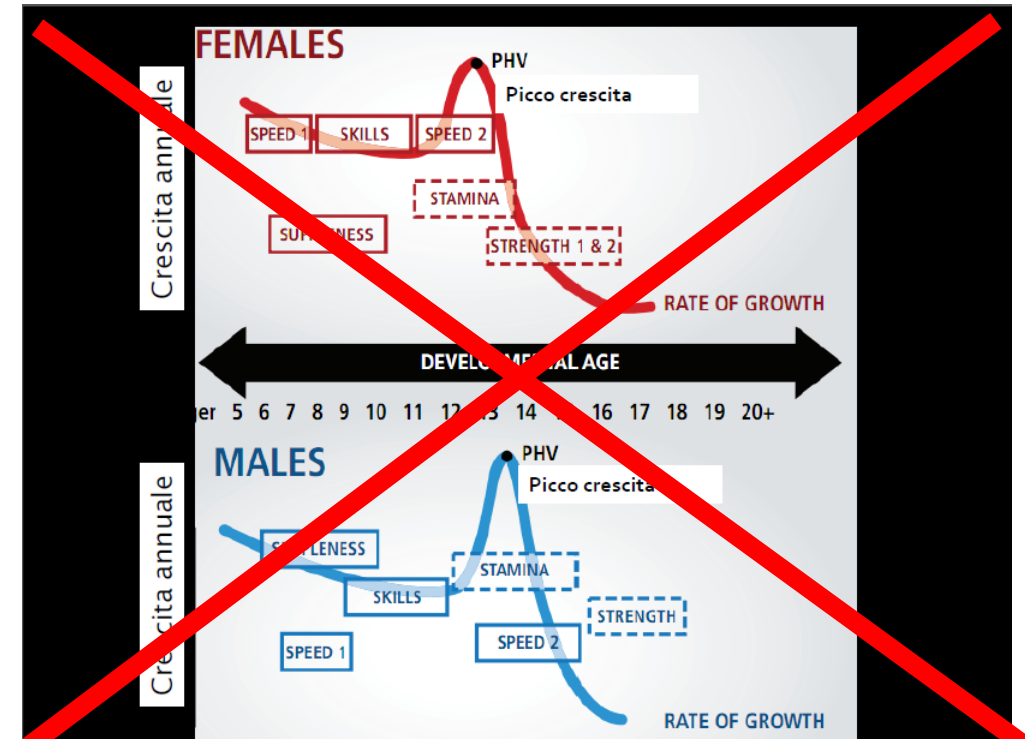 FEMALES
Crescita annuale
PHV
Picco crescita
SPEED 1
SKILLS
SPEED 2
STAMINA
STRENGTH 1 & 2
RATE OF GROWTH
AGE
5 6 7 8 9 10 11 12 13 14 16 17 18 19 20+
MALES
Crescita annuale
PHV
Picco crescita
SKILLS
STAMINA
STRENGTH
SPEED 1
SPEED 2
RATE OF GROWTH